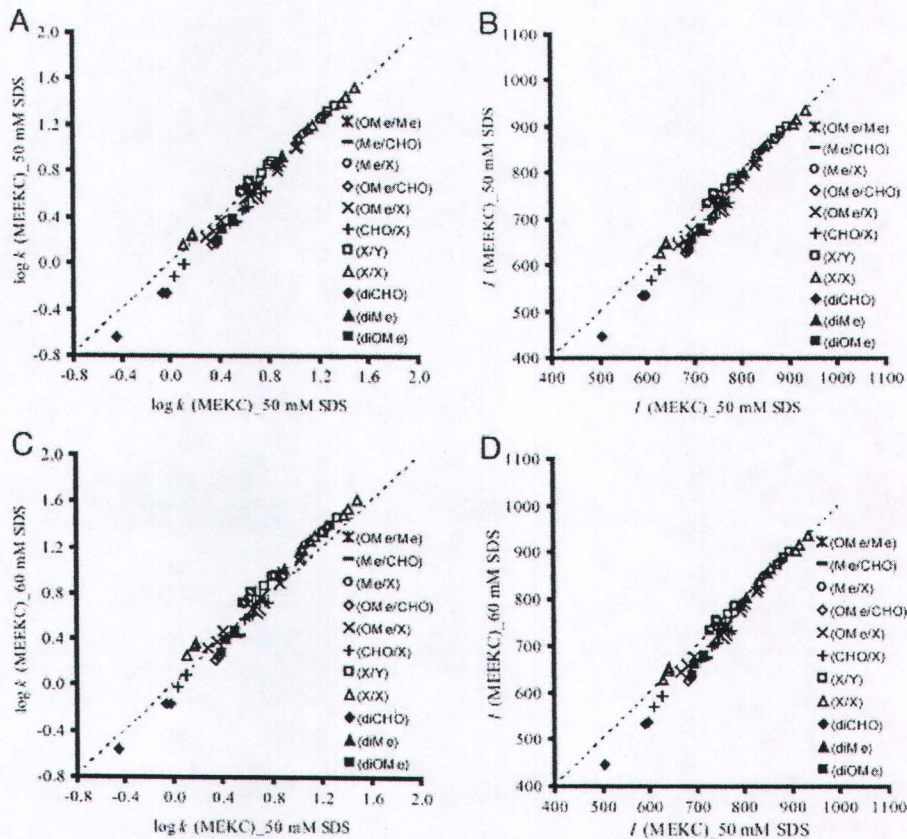 A
log k (MEEKC)_50 mM SDS
2.0
1.6
1.2
0.8
0.4
0.0
-0.4
-0.8
-0.8 -0.4 0.0 0.4 0.8 1.2 1.6 2.0
log k (MEKC)_50 mM SDS
(OMe/Me)
(Me/CHO)
(Me/X)
(OMe/CHO)
(OMe/X)
(CHO/X)
(X/Y)
(X/X)
(diCHO)
(diMe)
(diOMe)
B
I (MEEKC)_50 mM SDS
1100
1000
900
800
700
600
500
400
400 500 600 700 800 900 1000 1100
I (MEKC)_50 mM SDS
(OMe/Me)
(Me/CHO)
(Me/X)
(OMe/CHO)
(OMe/X)
(CHO/X)
(X/Y)
(X/X)
(diCHO)
(diMe)
(diOMe)
C
log k (MEEKC)_60 mM SDS
2.0
1.6
1.2
0.8
0.4
0.0
-0.4
-0.8
-0.8 -0.4 0.0 0.4 0.8 1.2 1.6 2.0
log k (MEKC)_50 mM SDS
(OMe/Me)
(Me/CHO)
(Me/X)
(OMe/CHO)
(OMe/X)
(CHO/X)
(X/Y)
(X/X)
(diCHO)
(diMe)
(diOMe)
D
I (MEEKC)_60 mM SDS
1100
1000
900
800
700
600
500
400
400 500 600 700 800 900 1000 1100
I (MEKC)_50 mM SDS
(OMe/Me)
(Me/CHO)
(Me/X)
(OMe/CHO)
(OMe/X)
(CHO/X)
(X/Y)
(X/X)
(diCHO)
(diMe)
(diOMe)